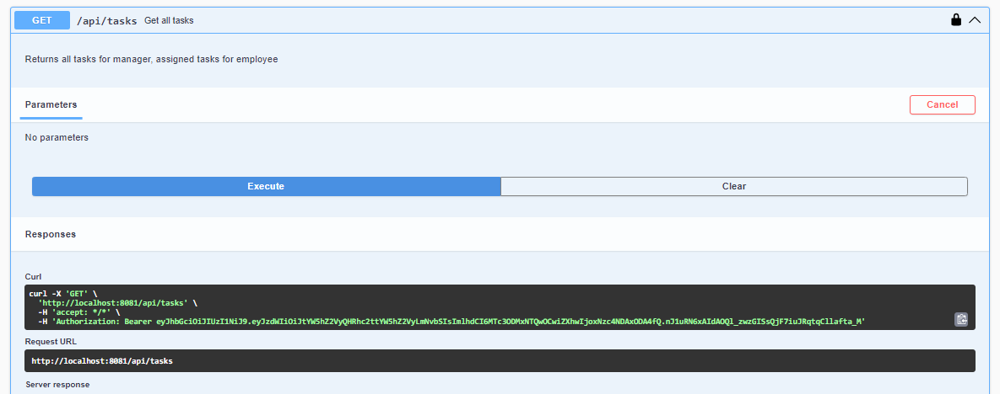 GET /api/tasks Get all tasks
Returns all tasks for manager, assigned tasks for employee
Parameters
Cancel
No parameters
Execute
Clear
Responses
Curl
curl -X 'GET' \
'http://localhost:8081/api/tasks' \
-H 'accept: */*' \
-H 'Authorization: Bearer eyJhbGciOiJIUzI1NiJ9.eyJzdWIiOiJtYW5hZ2VyQHRhc2ttYW5hZ2VyLmNvbSIsImlhdCI6MTc3ODMxNTQwOCwiZXhwIjoxNzc4NDAxODA4fQ.nJ1uRN6xAIdAOQl_zwzGISsQjF7iuJRqtqCllafta_M'
Request URL
http://localhost:8081/api/tasks
Server response